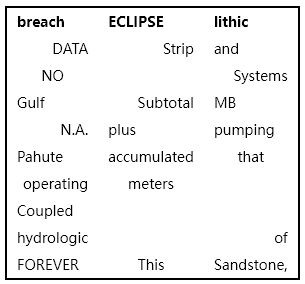 breach ECLIPSE lithic
DATA Strip and
NO Systems
Gulf Subtotal MB
N.A. plus pumping
Pahute accumulated that
operating meters
Coupled
hydrologic of
FOREVER This Sandstone,